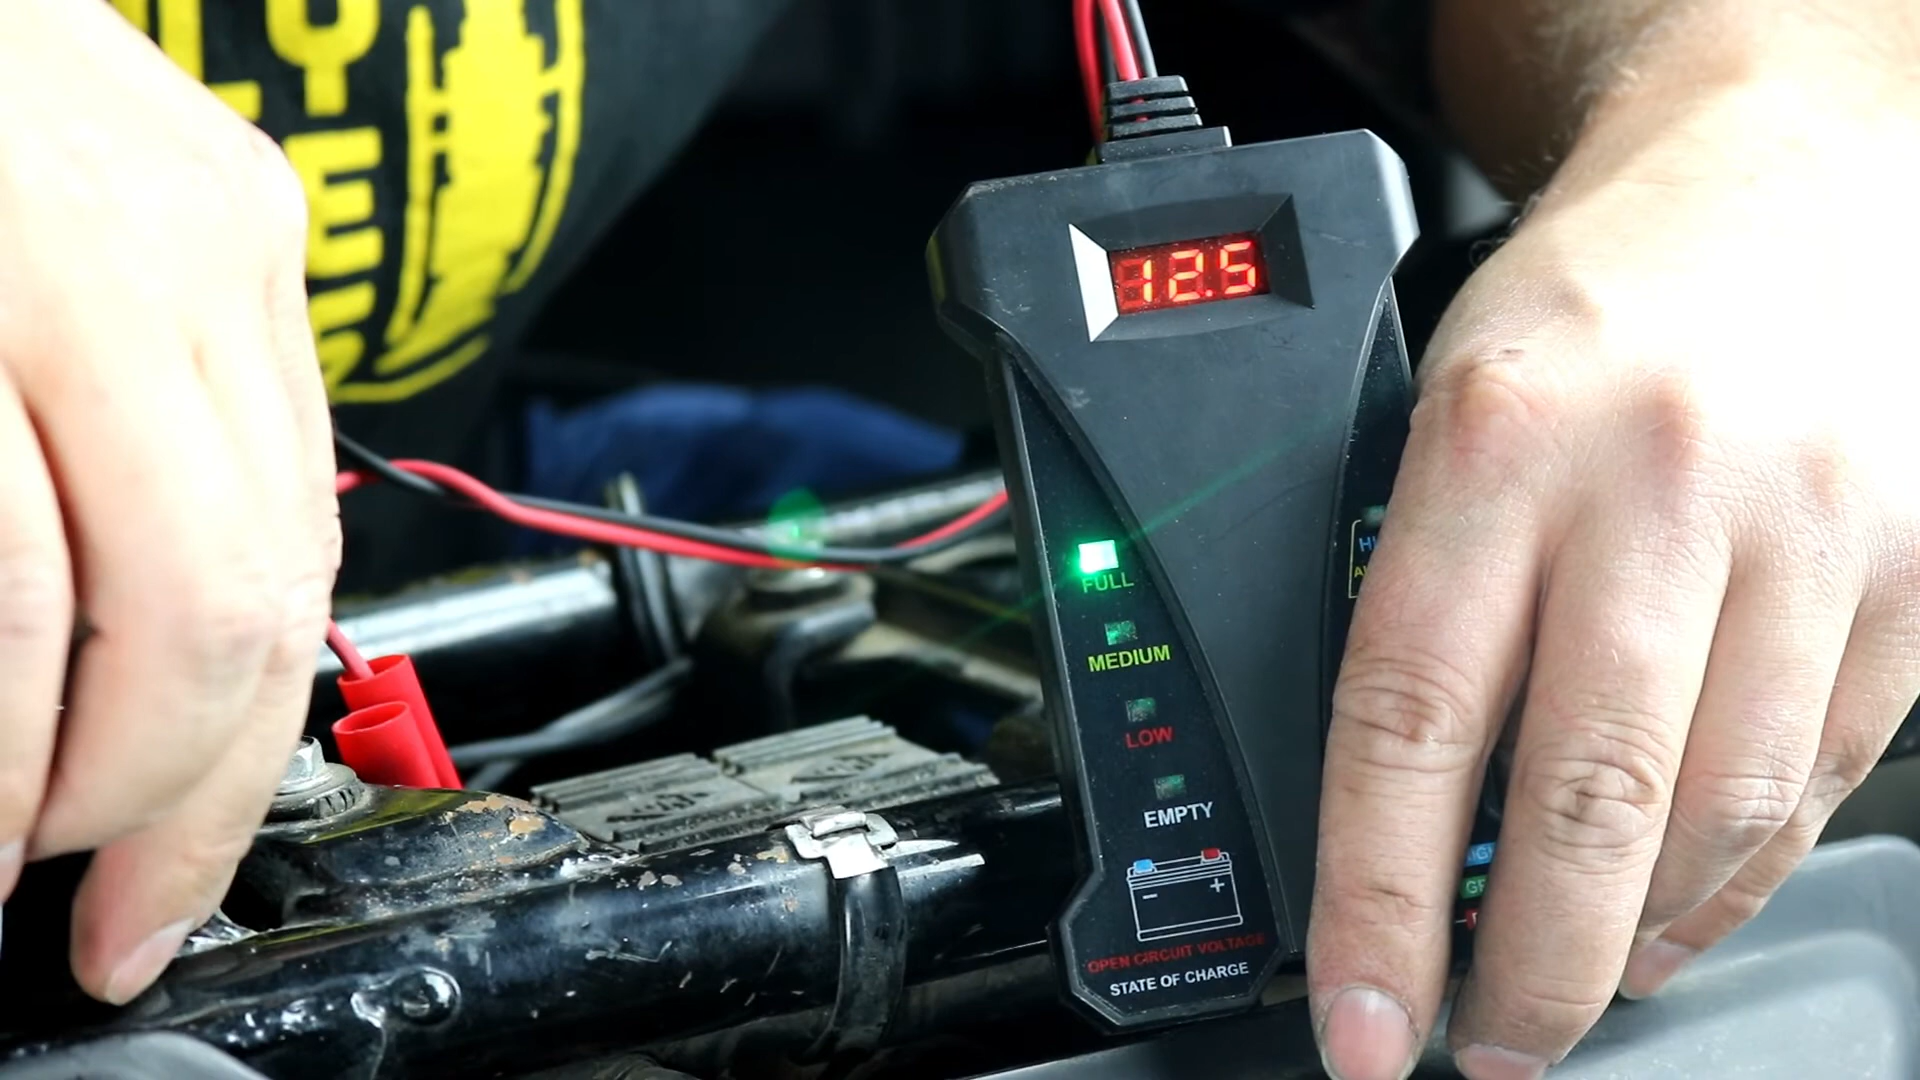 12.5
FULL
MEDIUM
LOW
EMPTY
- +
OPEN CIRCUIT VOLTAGE
STATE OF CHARGE